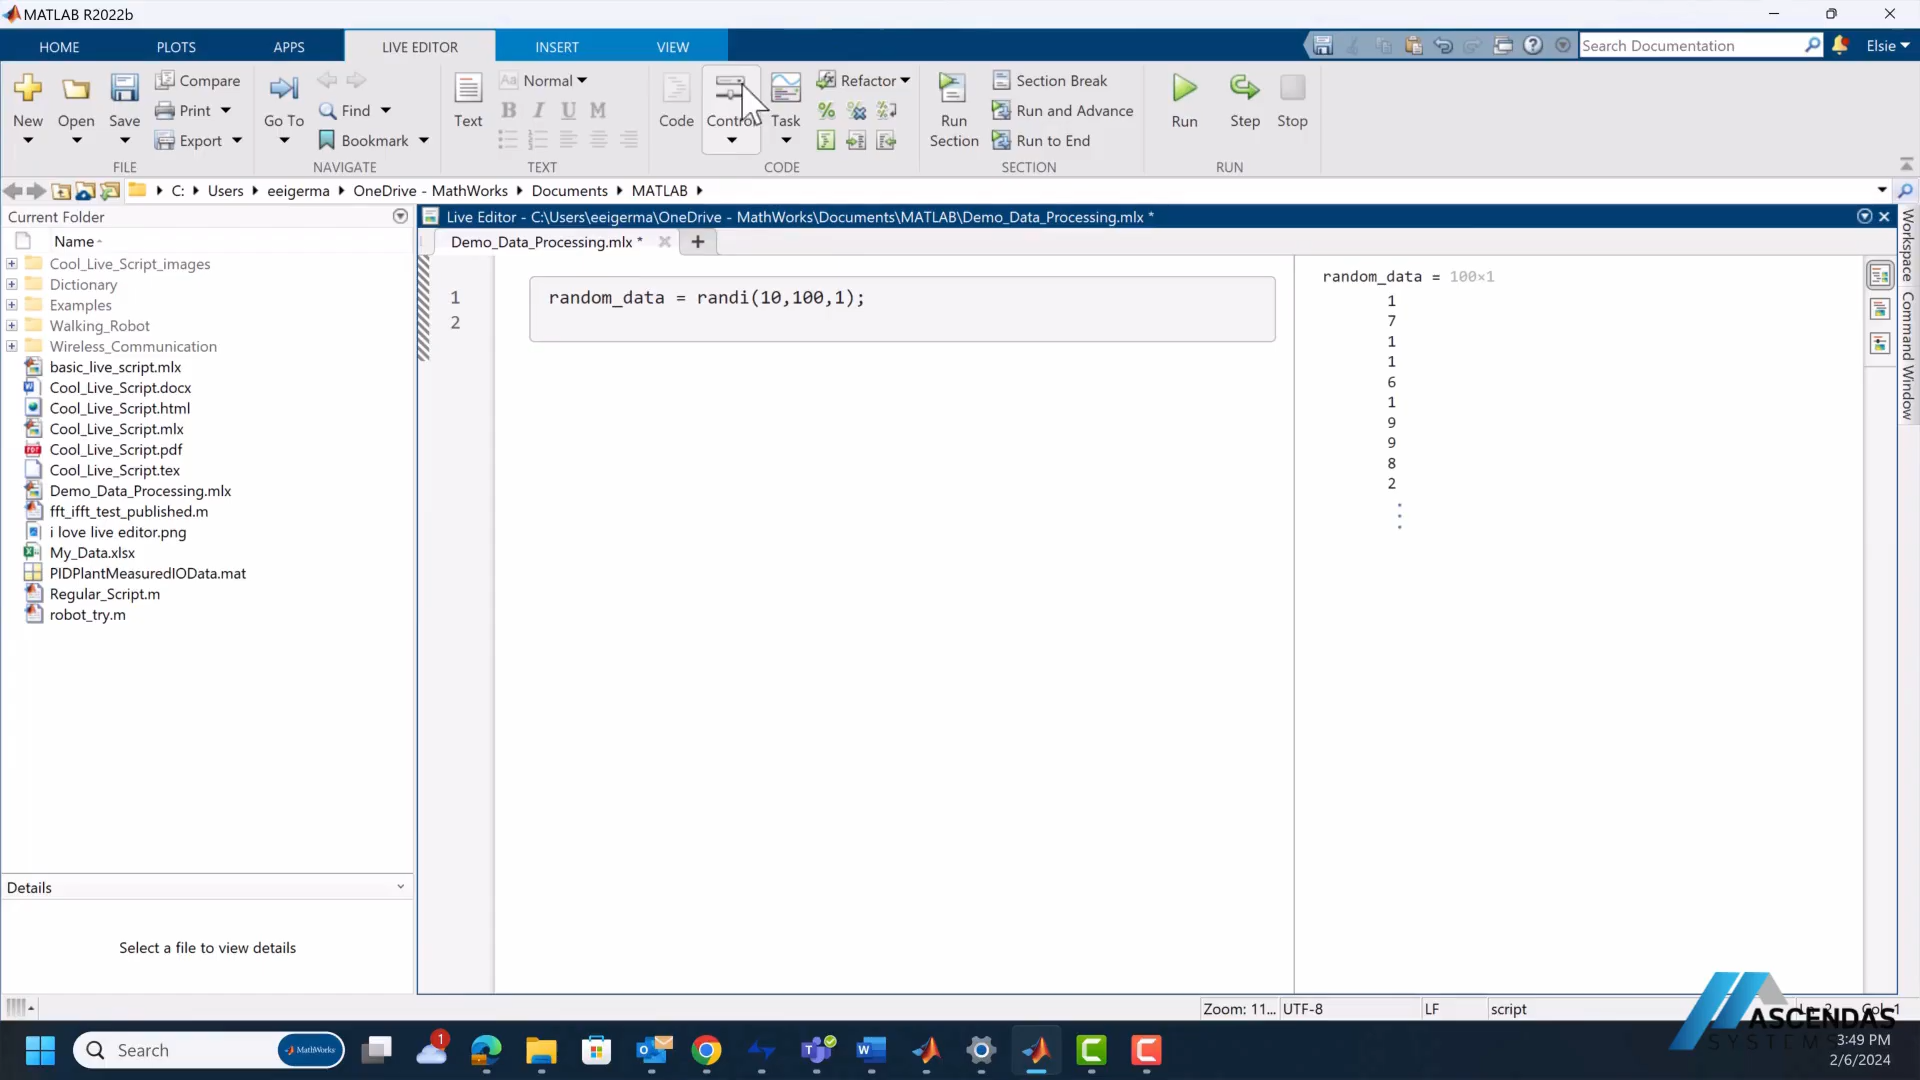 MATLAB R2022b
HOME PLOTS APPS LIVE EDITOR INSERT VIEW
Search Documentation
Elsie
New Open Save Compare Print Export
FILE
Go To Find Bookmark
NAVIGATE
Text Aa Normal
B I U M
TEXT
Code Control Task Refactor
CODE
Run Section Section Break
Run and Advance
Run to End
SECTION
Run Step Stop
RUN
C: Users eeigerma OneDrive - MathWorks Documents MATLAB
Current Folder
Name
Cool_Live_Script_images
Dictionary
Examples
Walking_Robot
Wireless_Communication
basic_live_script.mlx
Cool_Live_Script.docx
Cool_Live_Script.html
Cool_Live_Script.mlx
Cool_Live_Script.pdf
Cool_Live_Script.tex
Demo_Data_Processing.mlx
fft_ifft_test_published.m
i love live editor.png
My_Data.xlsx
PIDPlantMeasuredIOData.mat
Regular_Script.m
robot_try.m
Details
Select a file to view details
Live Editor - C:\Users\eeigerma\OneDrive - MathWorks\Documents\MATLAB\Demo_Data_Processing.mlx *
Demo_Data_Processing.mlx *
1 random_data = randi(10,100,1);
2
random_data = 100×1
1
7
1
1
6
1
9
9
8
2
Workspace
Command Window
Zoom: 11... UTF-8 LF script
ASCENDAS
SYSTEMS
Search
MathWorks
1
3:49 PM
2/6/2024